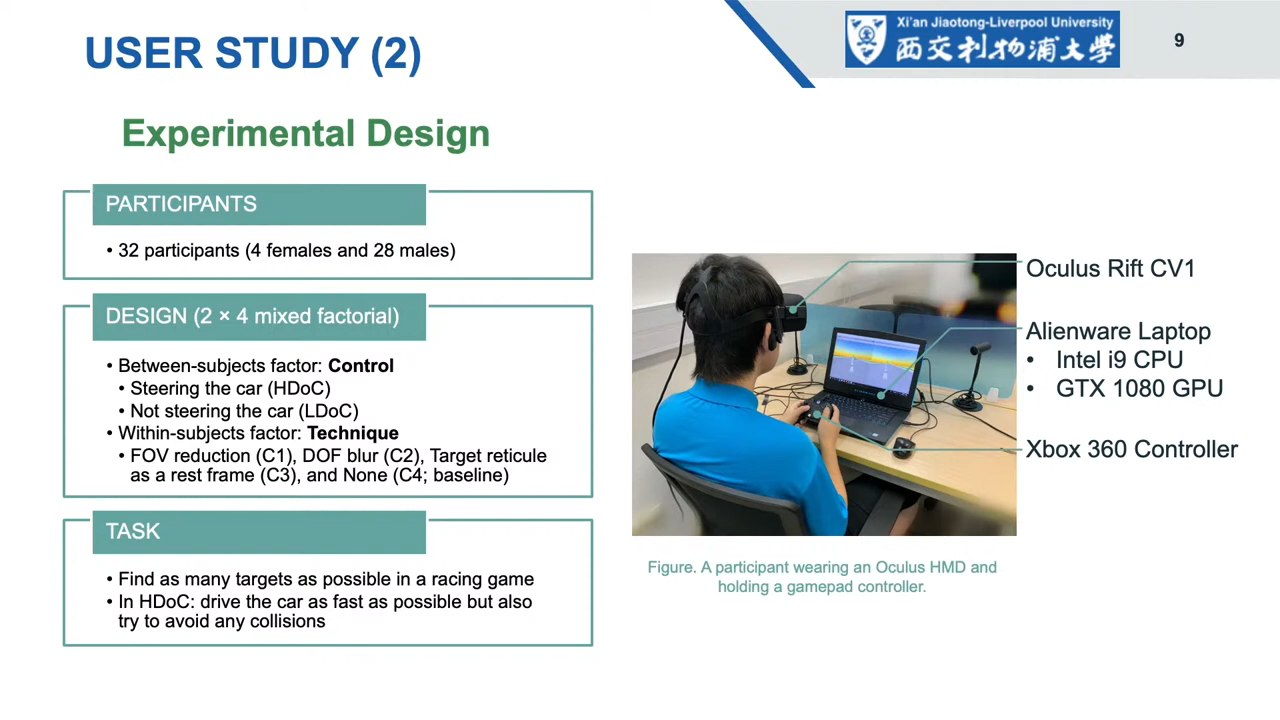 USER STUDY (2)
Xi'an Jiaotong-Liverpool University
西交利物浦大學
9
Experimental Design
PARTICIPANTS
• 32 participants (4 females and 28 males)
DESIGN (2 × 4 mixed factorial)
• Between-subjects factor: Control
• Steering the car (HDoC)
• Not steering the car (LDoC)
• Within-subjects factor: Technique
• FOV reduction (C1), DOF blur (C2), Target reticule
as a rest frame (C3), and None (C4; baseline)
TASK
• Find as many targets as possible in a racing game
• In HDoC: drive the car as fast as possible but also
try to avoid any collisions
Oculus Rift CV1
Alienware Laptop
• Intel i9 CPU
• GTX 1080 GPU
Xbox 360 Controller
Figure. A participant wearing an Oculus HMD and
holding a gamepad controller.